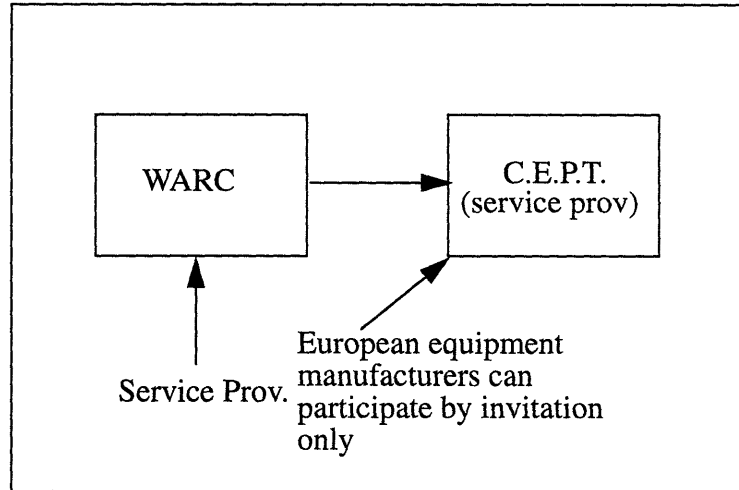 WARC
C.E.P.T.
(service prov)
Service Prov.
European equipment
manufacturers can
participate by invitation
only